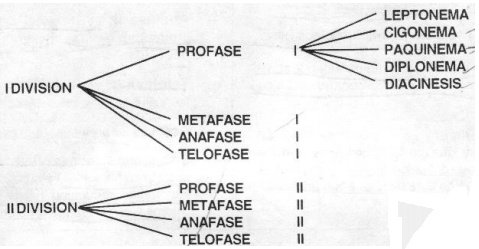 LEPTONEMA
CIGONEMA
PROFASE I PAQUINEMA
DIPLONEMA
DIACINESIS
I DIVISION
METAFASE I
ANAFASE I
TELOFASE I
PROFASE II
II DIVISION METAFASE II
ANAFASE II
TELOFASE II